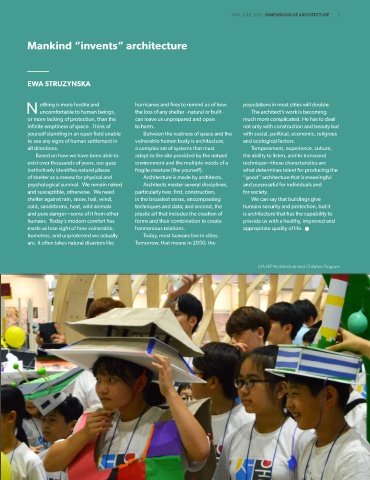 APRIL-JUNE 2018 DIMENSIONS OF ARCHITECTURE
Mankind "invents" architecture
EWA STRUZYNSKA
Nothing is more hostile and
uncomfortable to human beings,
or more lacking of protection, than the
infinite emptiness of space. Think of
yourself standing in an open field unable
to see any signs of human settlement in
all directions.
Based on how we have been able to
exist over thousands of years, our gaze
instinctively identifies natural places
of shelter as a means for physical and
psychological survival. We remain naked
and susceptible, otherwise. We need
shelter against rain, snow, hail, wind,
cold, sandstorms, heat, wild animals
and pure danger—some of it from other
humans. Today's modern comfort has
made us lose sight of how vulnerable,
homeless, and unprotected we actually
are. It often takes natural disasters like
hurricanes and fires to remind us of how
the loss of any shelter -natural or built-
can leave us unprepared and open
to harm.
Between the vastness of space and the
vulnerable human body is architecture,
a complex set of systems that must
adapt to the site provided by the natural
environment and the multiple needs of a
fragile creature (like yourself).
Architecture is made by architects.
Architects master several disciplines,
particularly two: first, construction,
in the broadest sense, encompassing
techniques and data; and second, the
plastic art that includes the creation of
forms and their combination to create
harmonious relations.
Today, most humans live in cities.
Tomorrow, that means in 2050, the
populations in most cities will double.
The architect's work is becoming
much more complicated. He has to deal
not only with construction and beauty but
with social, political, economic, religious
and ecological factors.
Temperament, experience, culture,
the ability to listen, and to transcend
technique—these characteristics are
what determines talent for producing the
"good" architecture that is meaningful
and purposeful for individuals and
for society.
We can say that buildings give
humans security and protection, but it
is architecture that has the capability to
provide us with a healthy, improved and
appropriate quality of life.
UIA WP Architecture and Children Program